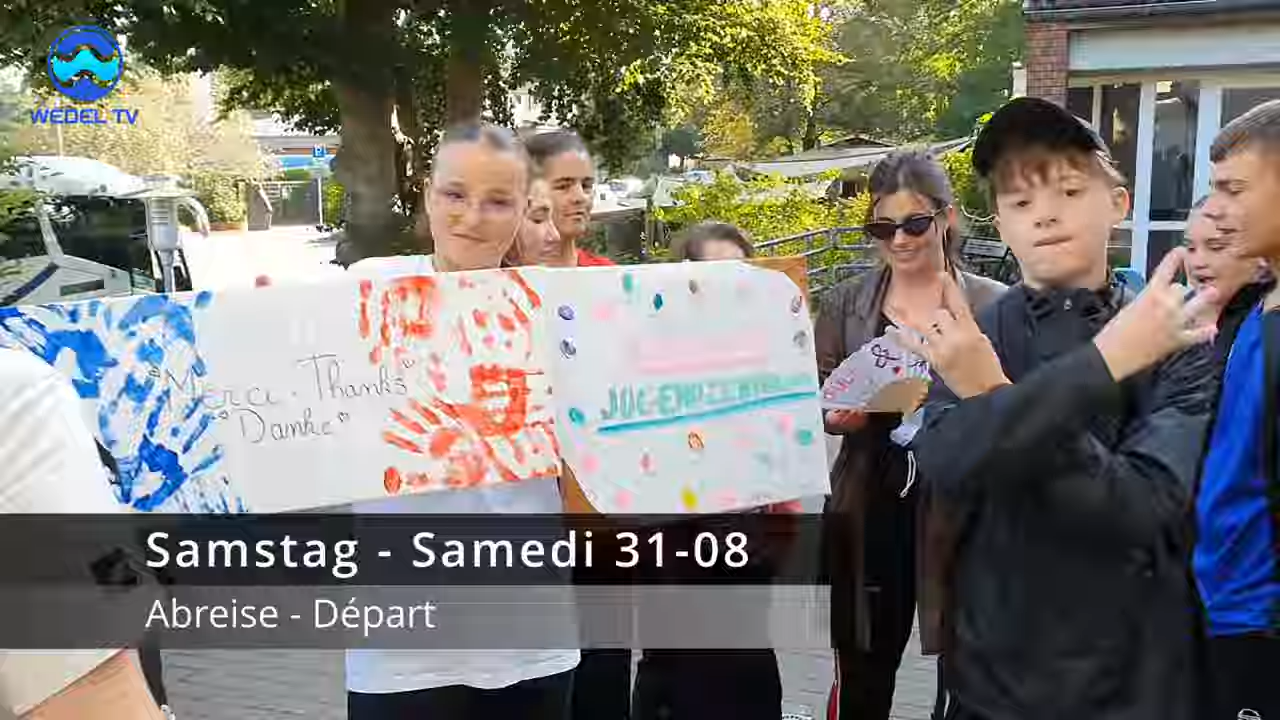 WEDEL TV
Merci · Thanks
Danke
Samstag - Samedi 31-08
Abreise - Départ